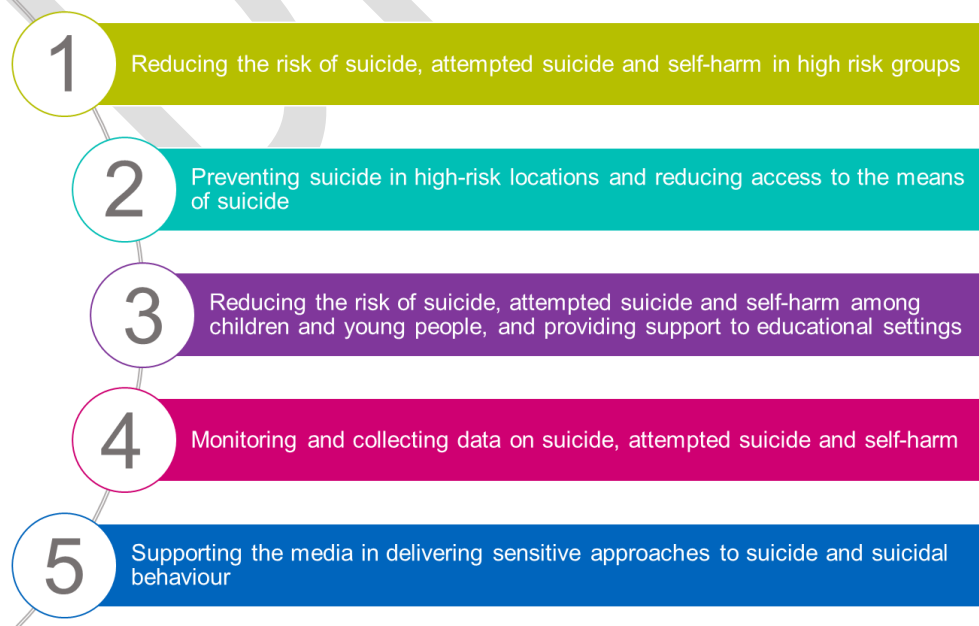 1
Reducing the risk of suicide, attempted suicide and self-harm in high risk groups
2
Preventing suicide in high-risk locations and reducing access to the means
of suicide
3
Reducing the risk of suicide, attempted suicide and self-harm among
children and young people, and providing support to educational settings
4
Monitoring and collecting data on suicide, attempted suicide and self-harm
5
Supporting the media in delivering sensitive approaches to suicide and suicidal
behaviour